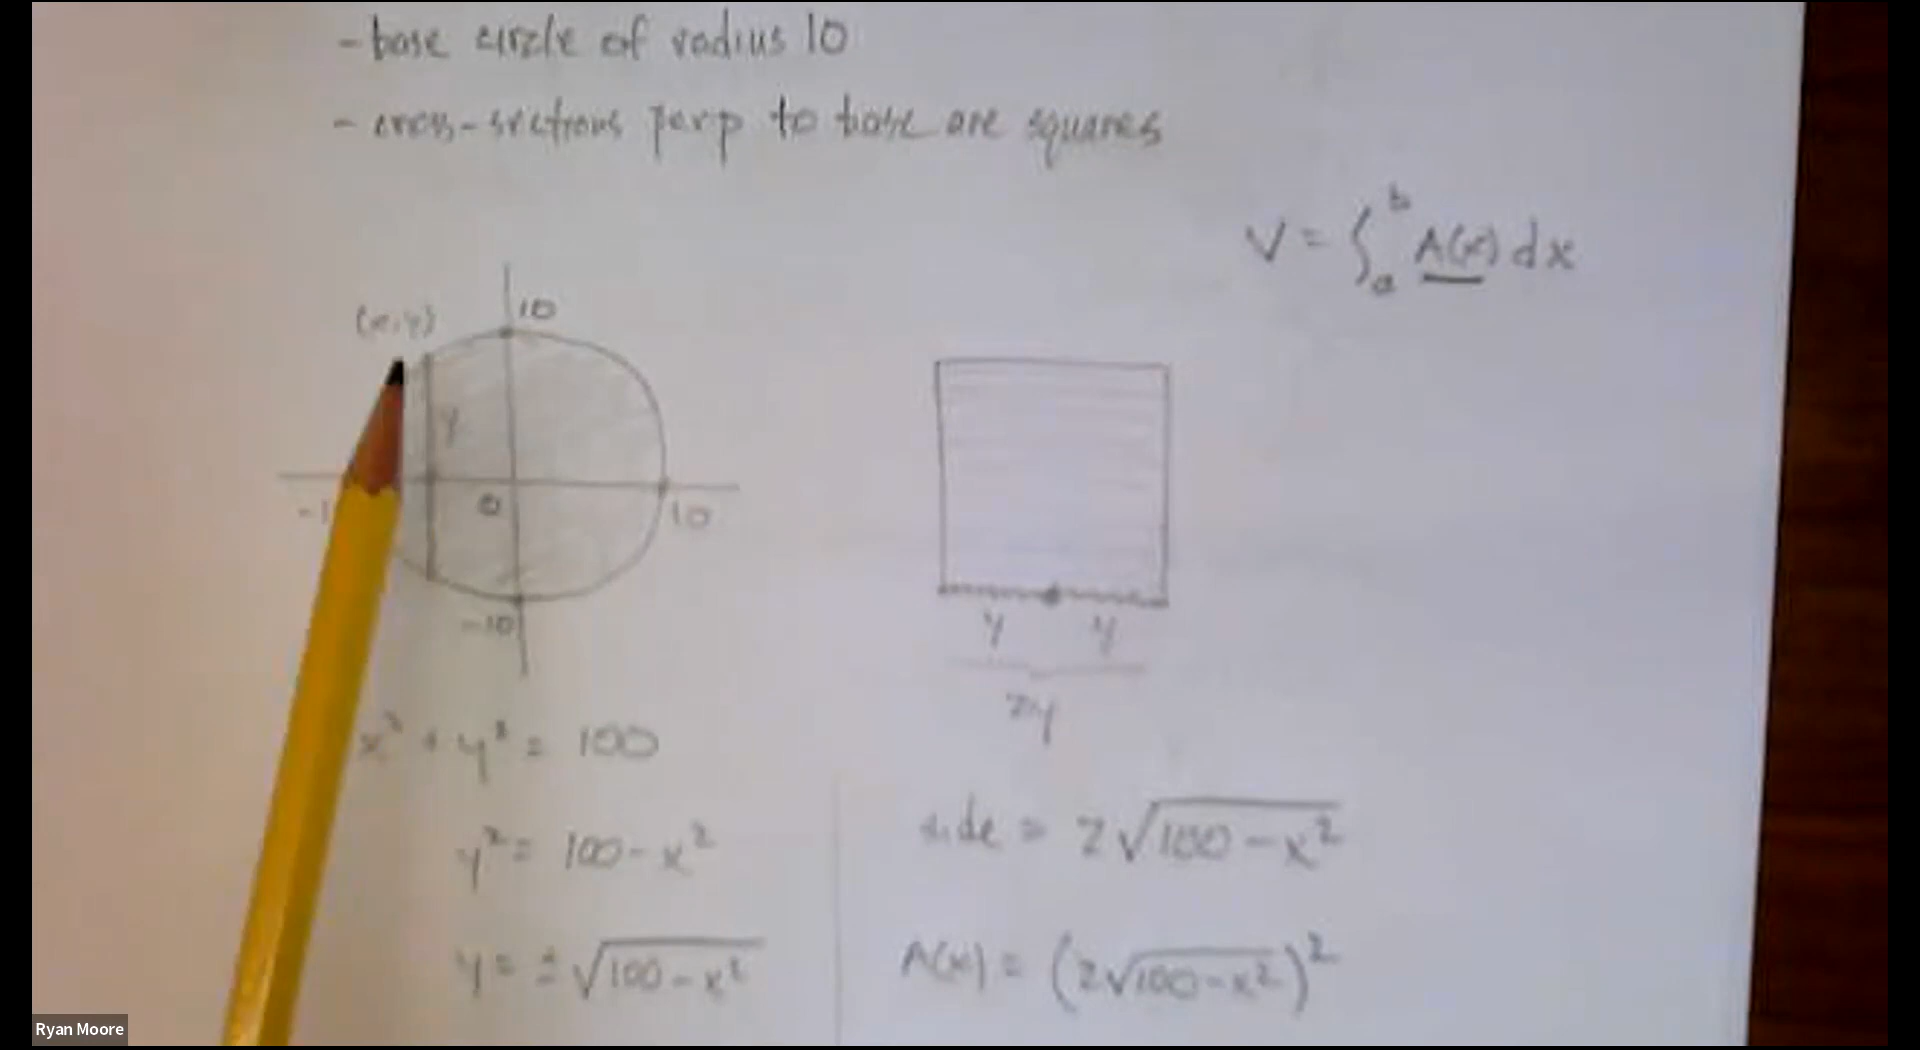 - base circle of radius 10
- cross-sections perp to base are squares
V = ∫ₐᵇ A(x) dx
(x,y)
10
y
0
10
-10
y y
2y
x² + y² = 100
y² = 100 - x²
y = ± √100 - x²
side = 2√100 - x²
A(x) = (2√100 - x²)²
Ryan Moore